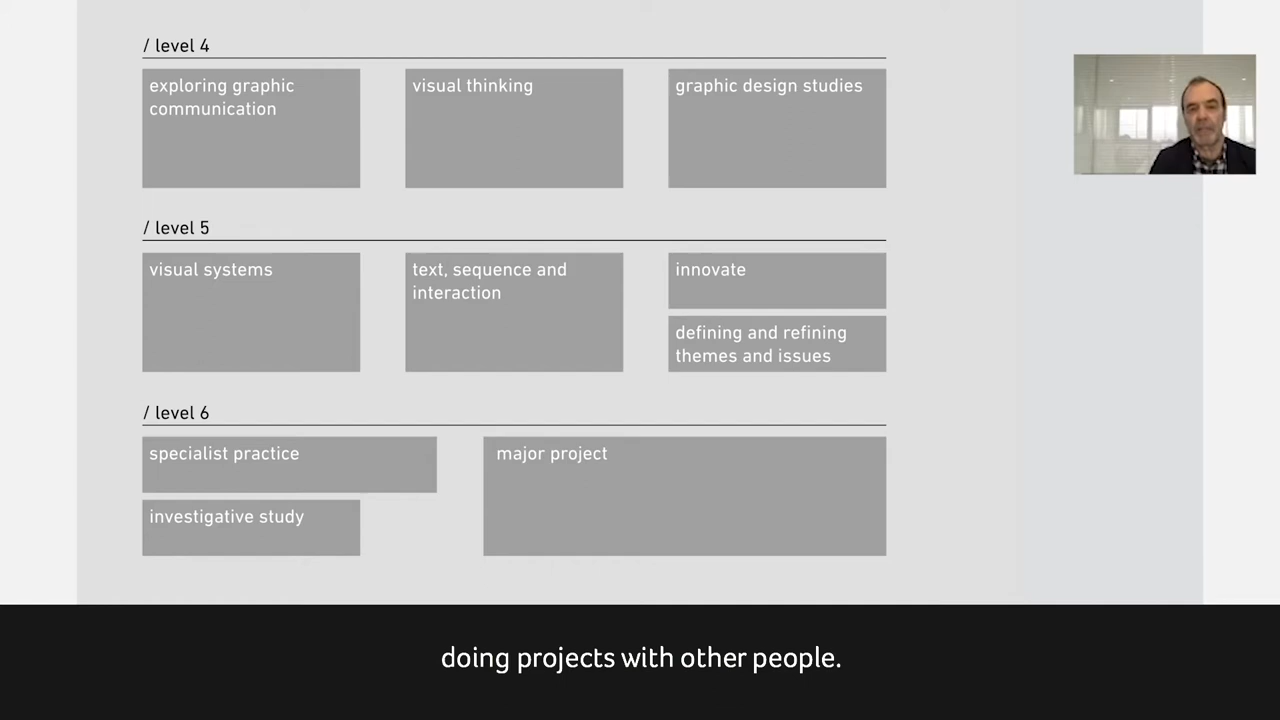 / level 4
exploring graphic
communication
visual thinking
graphic design studies
/ level 5
visual systems
text, sequence and
interaction
innovate
defining and refining
themes and issues
/ level 6
specialist practice
investigative study
major project
doing projects with other people.